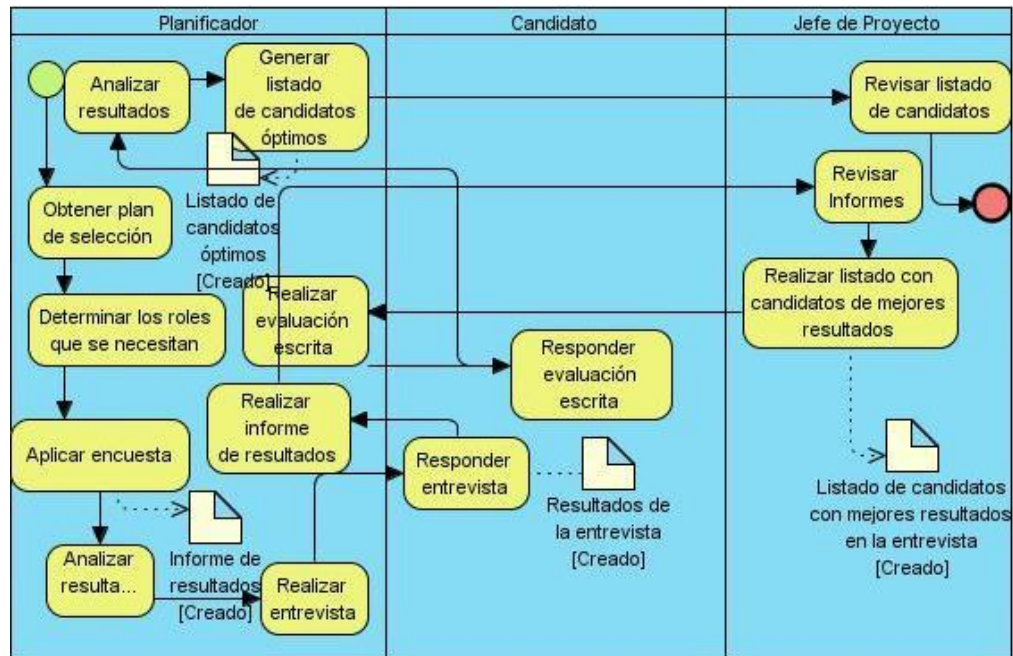 Planificador
Candidato
Jefe de Proyecto
Analizar
resultados
Generar
listado
de candidatos
óptimos
Revisar listado
de candidatos
Obtener plan
de selección
Listado de
candidatos
óptimos
[Creado]
Revisar
Informes
Determinar los roles
que se necesitan
Realizar
evaluación
escrita
Realizar listado con
candidatos de mejores
resultados
Responder
evaluación
escrita
Aplicar encuesta
Realizar
informe
de resultados
Responder
entrevista
Resultados de
la entrevista
[Creado]
Listado de candidatos
con mejores resultados
en la entrevista
[Creado]
Analizar
resulta...
Informe de
resultados
[Creado]
Realizar
entrevista